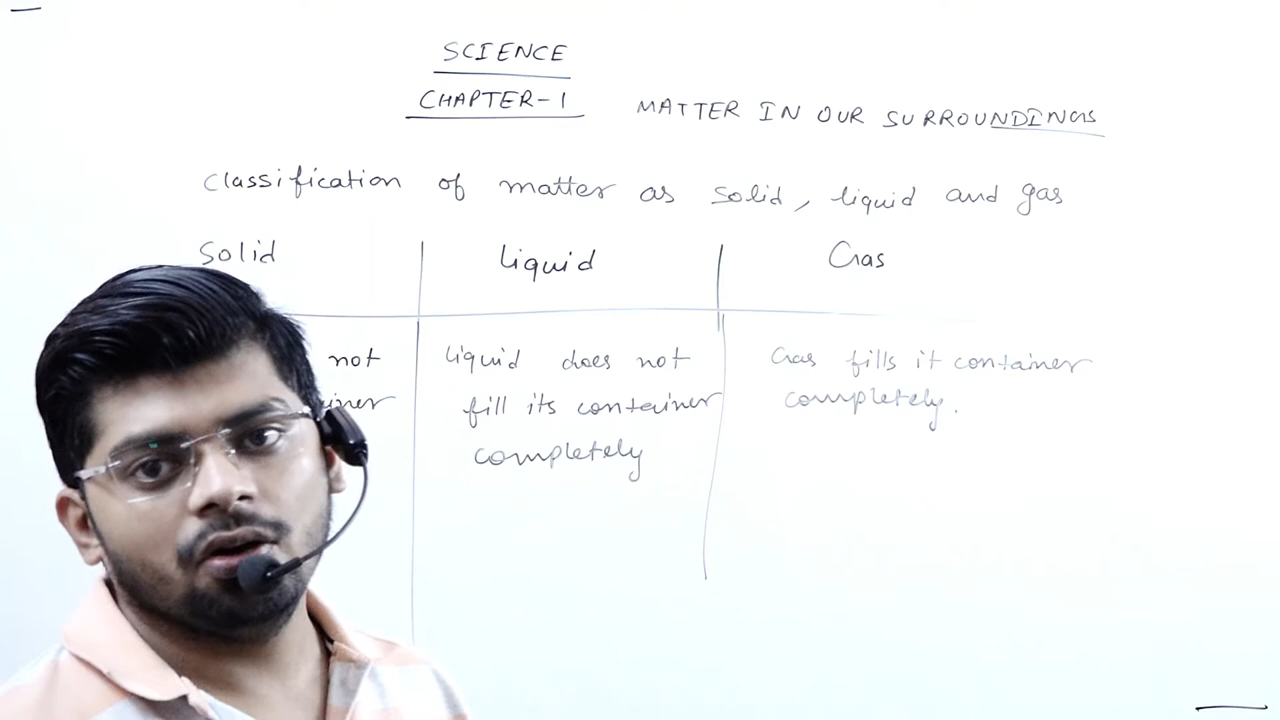 SCIENCE
CHAPTER-1 MATTER IN OUR SURROUNDINGS
Classification of matter as solid, liquid and gas
Solid liquid Gas
not liquid does not Gas fills it container
fill its container completely.
completely